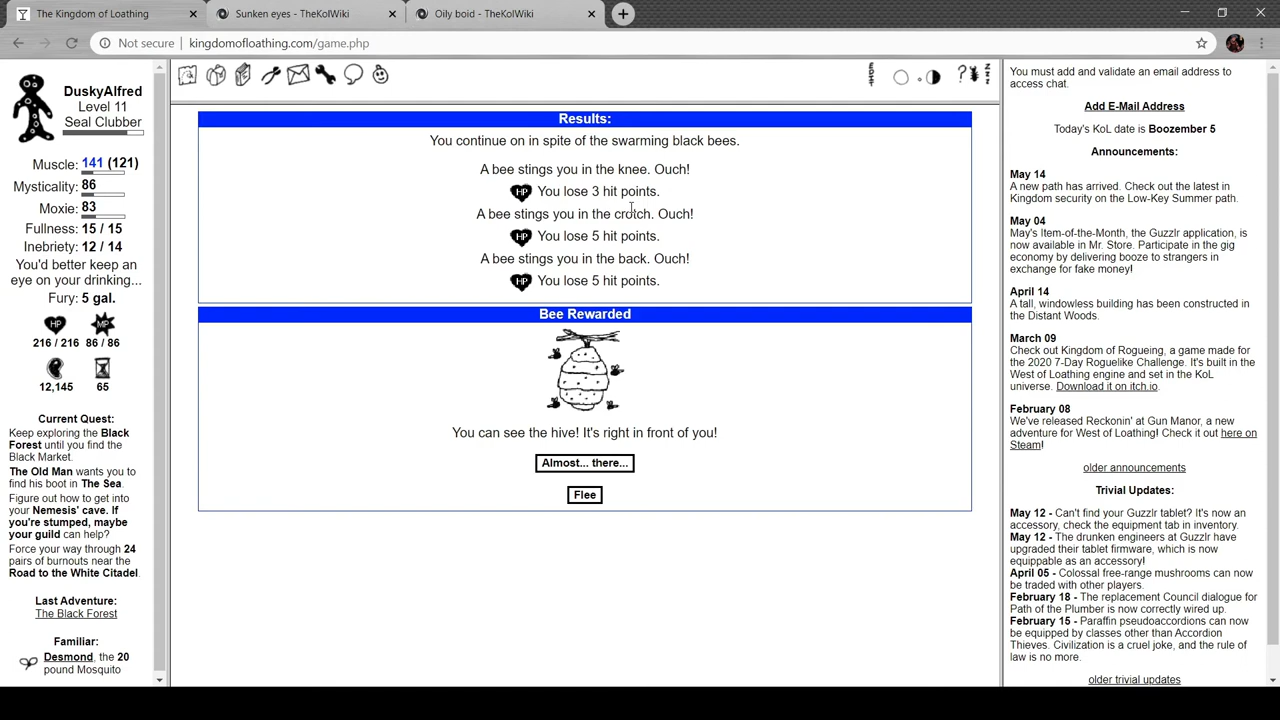 The Kingdom of Loathing
Sunken eyes - TheKolWiki
Oily boid - TheKolWiki
Not secure
kingdomofloathing.com/game.php
DuskyAlfred
Level 11
Seal Clubber
Muscle: 141 (121)
Mysticality: 86
Moxie: 83
Fullness: 15 / 15
Inebriety: 12 / 14
You'd better keep an
eye on your drinking...
Fury: 5 gal.
HP
MP
216 / 216
86 / 86
12,145
65
Current Quest:
Keep exploring the Black
Forest until you find the
Black Market.
The Old Man wants you to
find his boot in The Sea.
Figure out how to get into
your Nemesis' cave. If
you're stumped, maybe
your guild can help?
Force your way through 24
pairs of burnouts near the
Road to the White Citadel.
Last Adventure:
The Black Forest
Familiar:
Desmond, the 20
pound Mosquito
Results:
You continue on in spite of the swarming black bees.
A bee stings you in the knee. Ouch!
HP You lose 3 hit points.
A bee stings you in the crotch. Ouch!
HP You lose 5 hit points.
A bee stings you in the back. Ouch!
HP You lose 5 hit points.
Bee Rewarded
You can see the hive! It's right in front of you!
Almost... there...
Flee
You must add and validate an email address to
access chat.
Add E-Mail Address
Today's KoL date is Boozember 5
Announcements:
May 14
A new path has arrived. Check out the latest in
Kingdom security on the Low-Key Summer path.
May 04
May's Item-of-the-Month, the Guzzlr application, is
now available in Mr. Store. Participate in the gig
economy by delivering booze to strangers in
exchange for fake money!
April 14
A tall, windowless building has been constructed in
the Distant Woods.
March 09
Check out Kingdom of Rogueing, a game made for
the 2020 7-Day Roguelike Challenge. It's built in the
West of Loathing engine and set in the KoL
universe. Download it on itch.io.
February 08
We've released Reckonin' at Gun Manor, a new
adventure for West of Loathing! Check it out here on
Steam!
older announcements
Trivial Updates:
May 12 - Can't find your Guzzlr tablet? It's now an
accessory, check the equipment tab in inventory.
May 12 - The drunken engineers at Guzzlr have
upgraded their tablet firmware, which is now
equippable as an accessory!
April 05 - Colossal free-range mushrooms can now
be traded with other players.
February 18 - The replacement Council dialogue for
Path of the Plumber is now correctly wired up.
February 15 - Paraffin pseudoaccordions can now
be equipped by classes other than Accordion
Thieves. Civilization is a cruel joke, and the rule of
law is no more.
older trivial updates